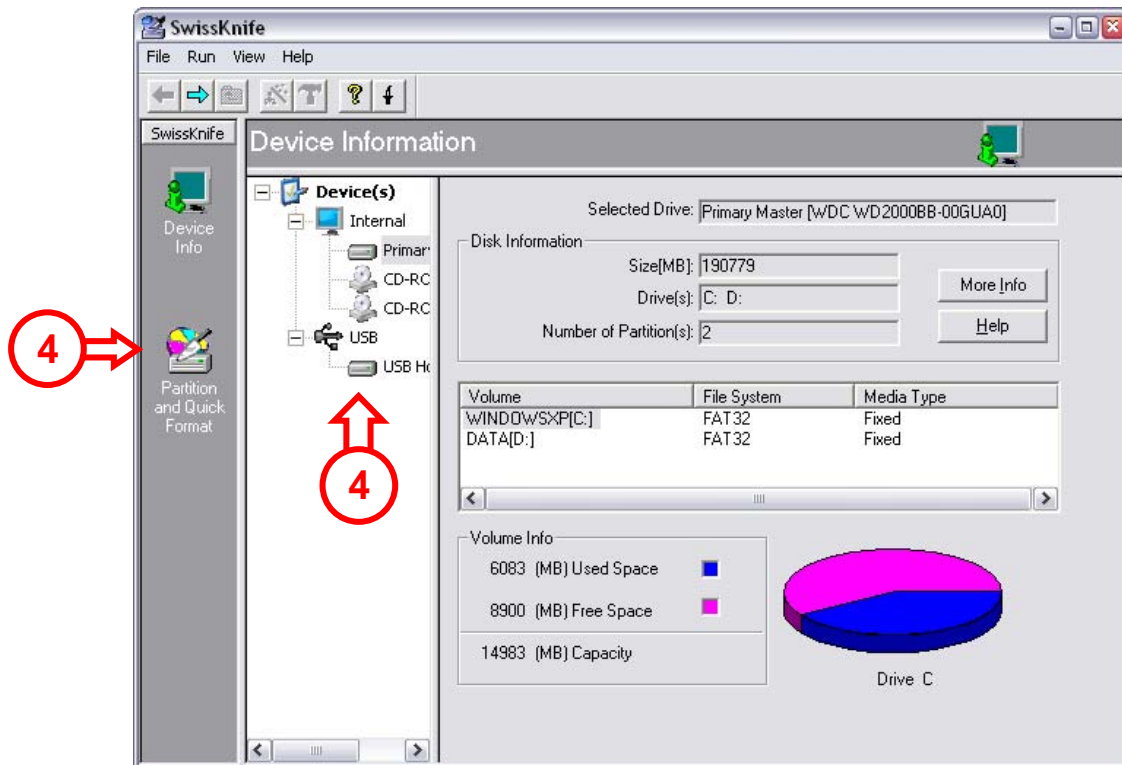 SwissKnife
File Run View Help
SwissKnife
Device Information
Device Info
4
Partition and Quick Format
Device(s)
Internal
Primar
CD-RC
CD-RC
USB
USB Ho
4
Selected Drive: Primary Master [WDC WD2000BB-00GUA0]
Disk Information
Size[MB]: 190779
Drive(s): C: D:
Number of Partition(s): 2
More Info
Help
Volume File System Media Type
WINDOWSXP[C:] FAT32 Fixed
DATA[D:] FAT32 Fixed
Volume Info
6083 (MB) Used Space
8900 (MB) Free Space
14983 (MB) Capacity
Drive C